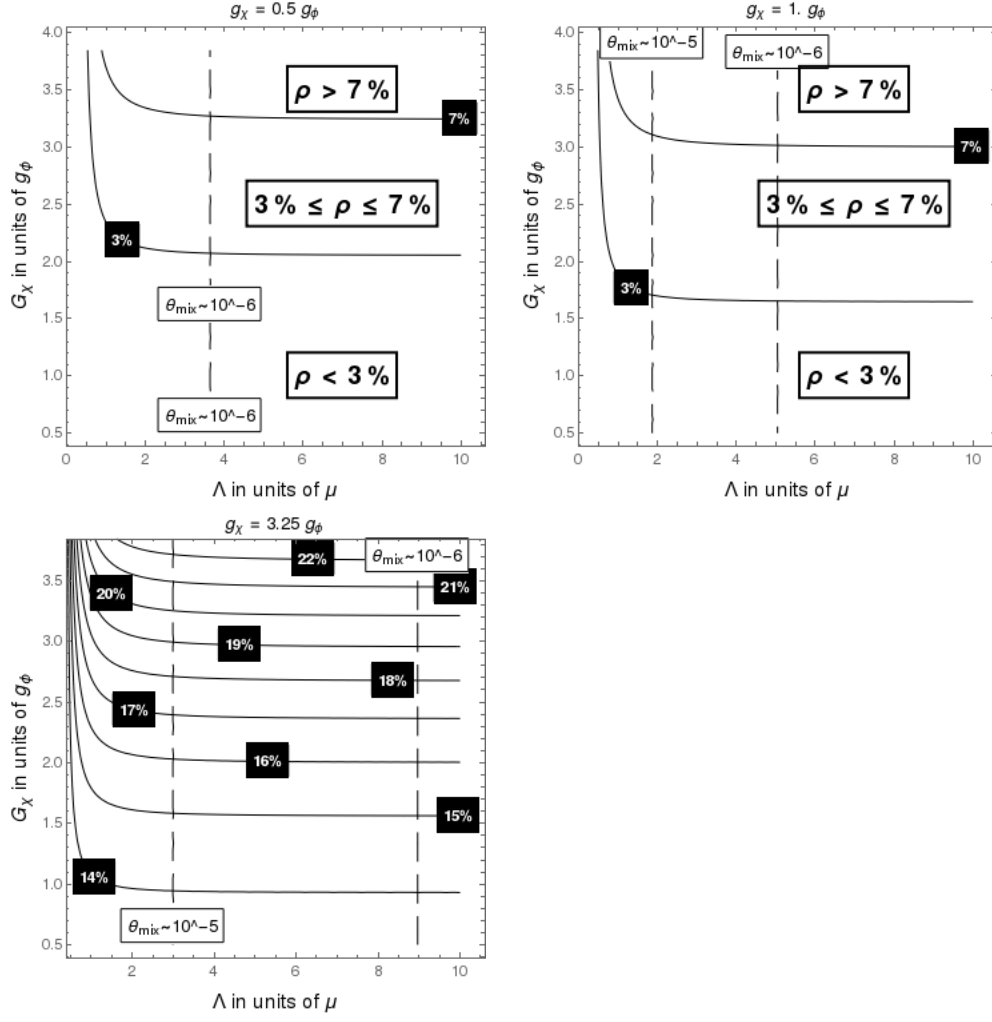 g_χ = 0.5 g_ϕ
4.0
3.5
3.0
2.5
2.0
1.5
1.0
0.5
G_χ in units of g_ϕ
ρ > 7 %
7%
3 % ≤ ρ ≤ 7 %
3%
θ_mix~10^-6
ρ < 3 %
θ_mix~10^-6
0 2 4 6 8 10
Λ in units of μ
g_χ = 1. g_ϕ
4.0
3.5
3.0
2.5
2.0
1.5
1.0
0.5
G_χ in units of g_ϕ
θ_mix~10^-5
θ_mix~10^-6
ρ > 7 %
7%
3 % ≤ ρ ≤ 7 %
3%
ρ < 3 %
0 2 4 6 8 10
Λ in units of μ
g_χ = 3.25 g_ϕ
3.5
3.0
2.5
2.0
1.5
1.0
0.5
G_χ in units of g_ϕ
22%
θ_mix~10^-6
21%
20%
19%
18%
17%
16%
15%
14%
θ_mix~10^-5
2 4 6 8 10
Λ in units of μ